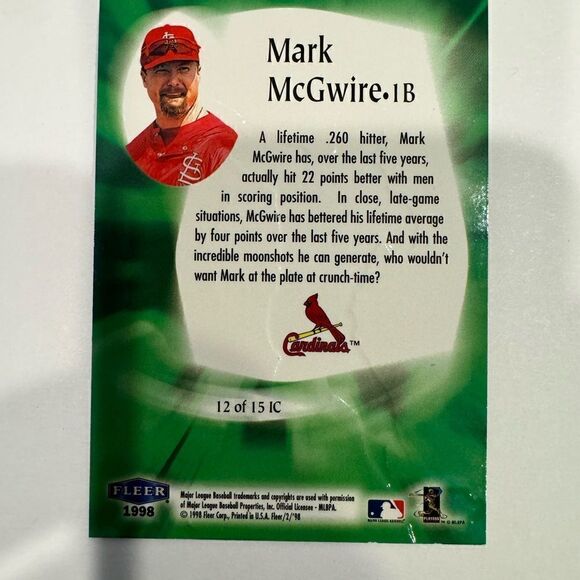 Mark
McGwire•1B
A lifetime .260 hitter, Mark
McGwire has, over the last five years,
actually hit 22 points better with men
in scoring position. In close, late-game
situations, McGwire has bettered his lifetime average
by four points over the last five years. And with the
incredible moonshots he can generate, who wouldn't
want Mark at the plate at crunch-time?
Cardinals™
12 of 15 IC
FLEER
1998
Major League Baseball trademarks and copyrights are used with permission
of Major League Baseball Properties, Inc. Official Licensee - MLBPA.
© 1998 Fleer Corp., Printed in U.S.A. Fleer/2/'98